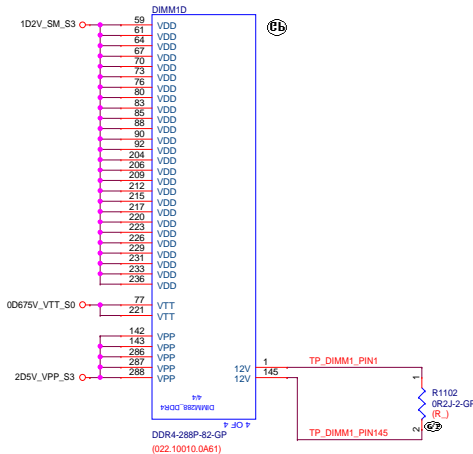 DIMM1D
1D2V_SM_S3
59 VDD
61 VDD
64 VDD
67 VDD
70 VDD
73 VDD
76 VDD
80 VDD
83 VDD
85 VDD
88 VDD
90 VDD
92 VDD
204 VDD
206 VDD
209 VDD
212 VDD
215 VDD
217 VDD
220 VDD
223 VDD
226 VDD
229 VDD
231 VDD
233 VDD
236 VDD
0D675V_VTT_S0
77 VTT
221 VTT
142 VPP
143 VPP
286 VPP
287 VPP
2D5V_VPP_S3
288 VPP
12V 1 TP_DIMM1_PIN1
12V 145
1
R1102
0R2J-2-GP
(R_)
2
TP_DIMM1_PIN145
4/4
DIMM288_DDR4
4 OF 4
DDR4-288P-82-GP
(022.10010.0A61)